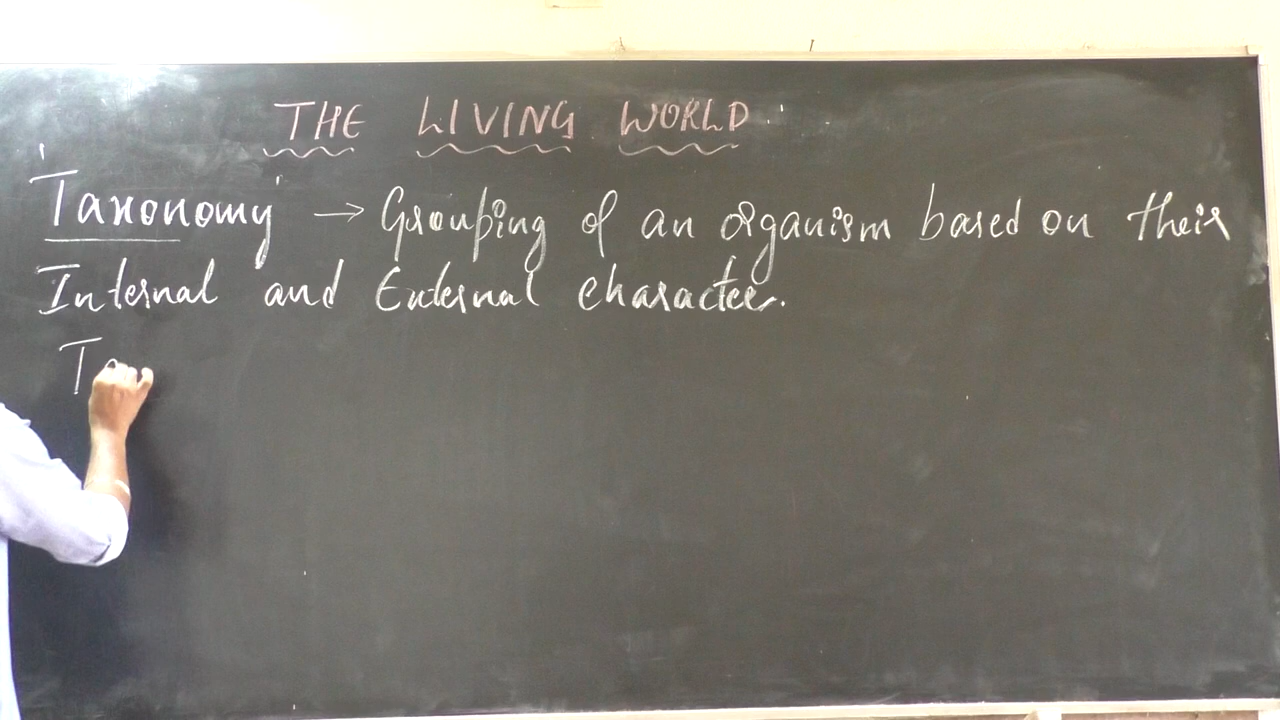 THE LIVING WORLD
Taxonomy → Grouping of an organism based on their
Internal and External character.
T